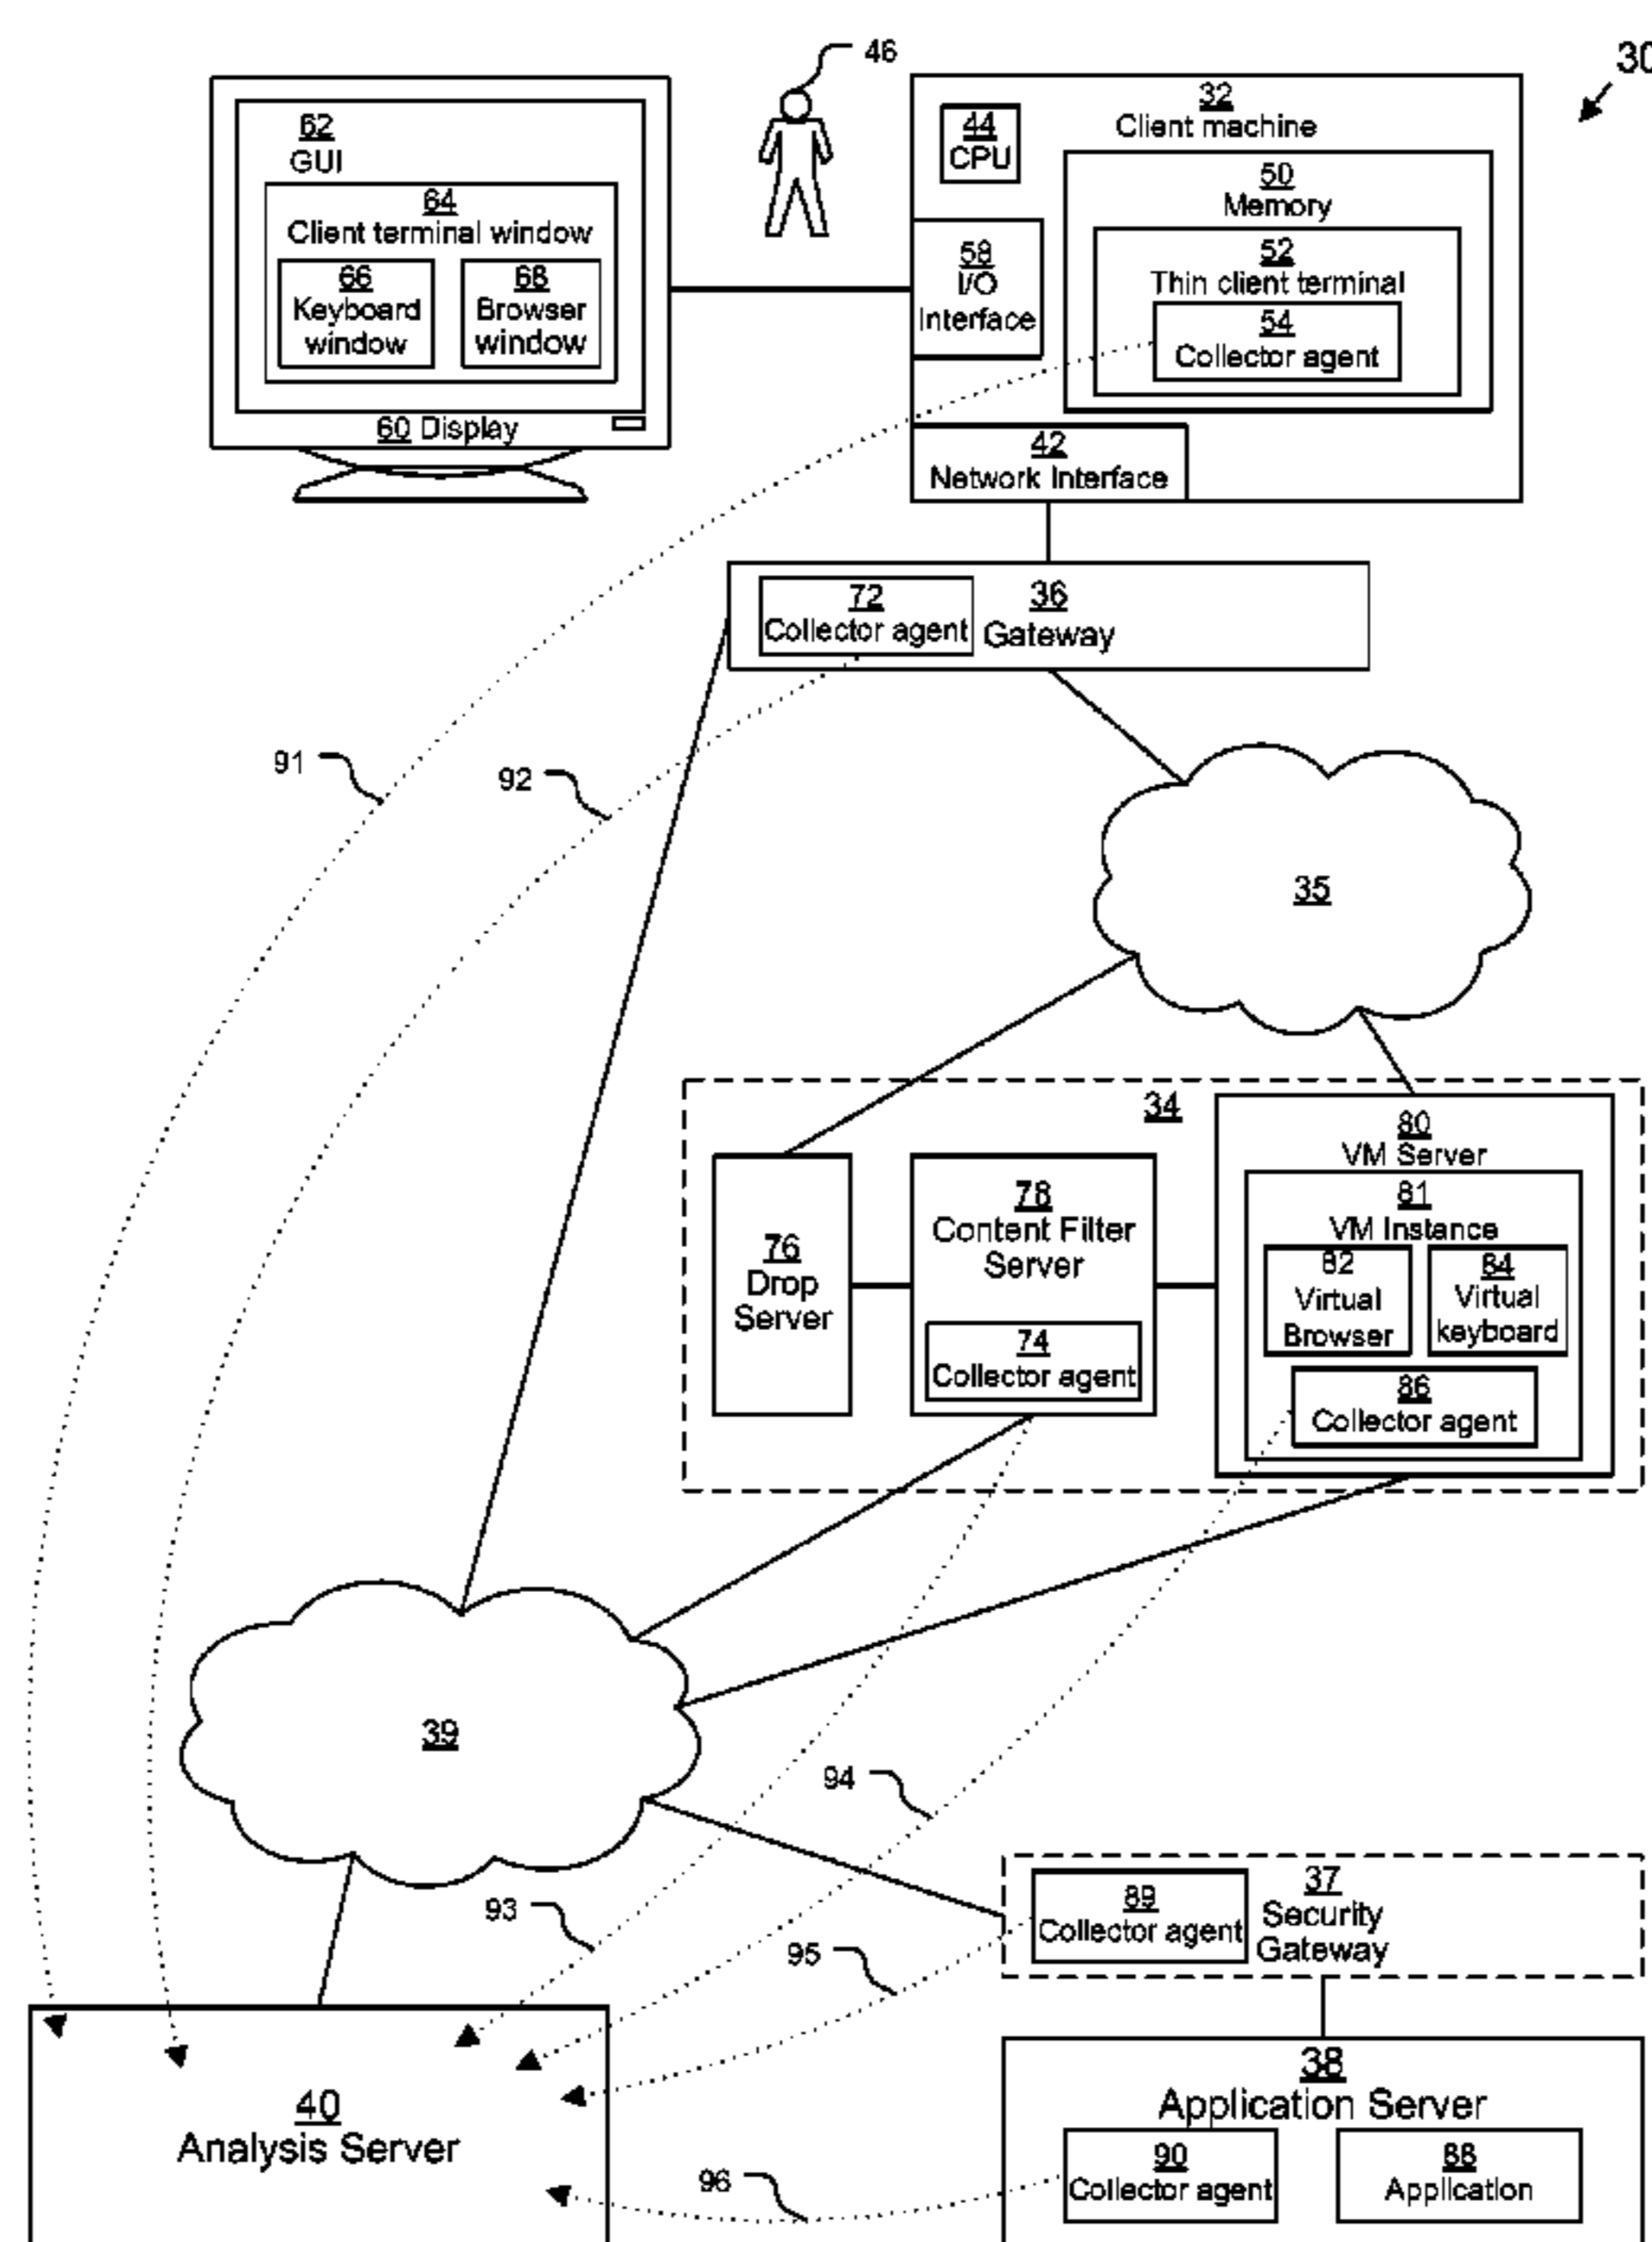 30
46
62
GUI
64
Client terminal window
66
Keyboard
window
68
Browser
window
60 Display
32
Client machine
44
CPU
50
Memory
52
Thin client terminal
54
Collector agent
58
I/O
Interface
42
Network Interface
72
Collector agent
36
Gateway
91
92
35
34
76
Drop
Server
78
Content Filter
Server
74
Collector agent
80
VM Server
81
VM Instance
82
Virtual
Browser
84
Virtual
keyboard
86
Collector agent
39
94
93
95
89
Collector agent
37
Security
Gateway
40
Analysis Server
38
Application Server
90
Collector agent
88
Application
96